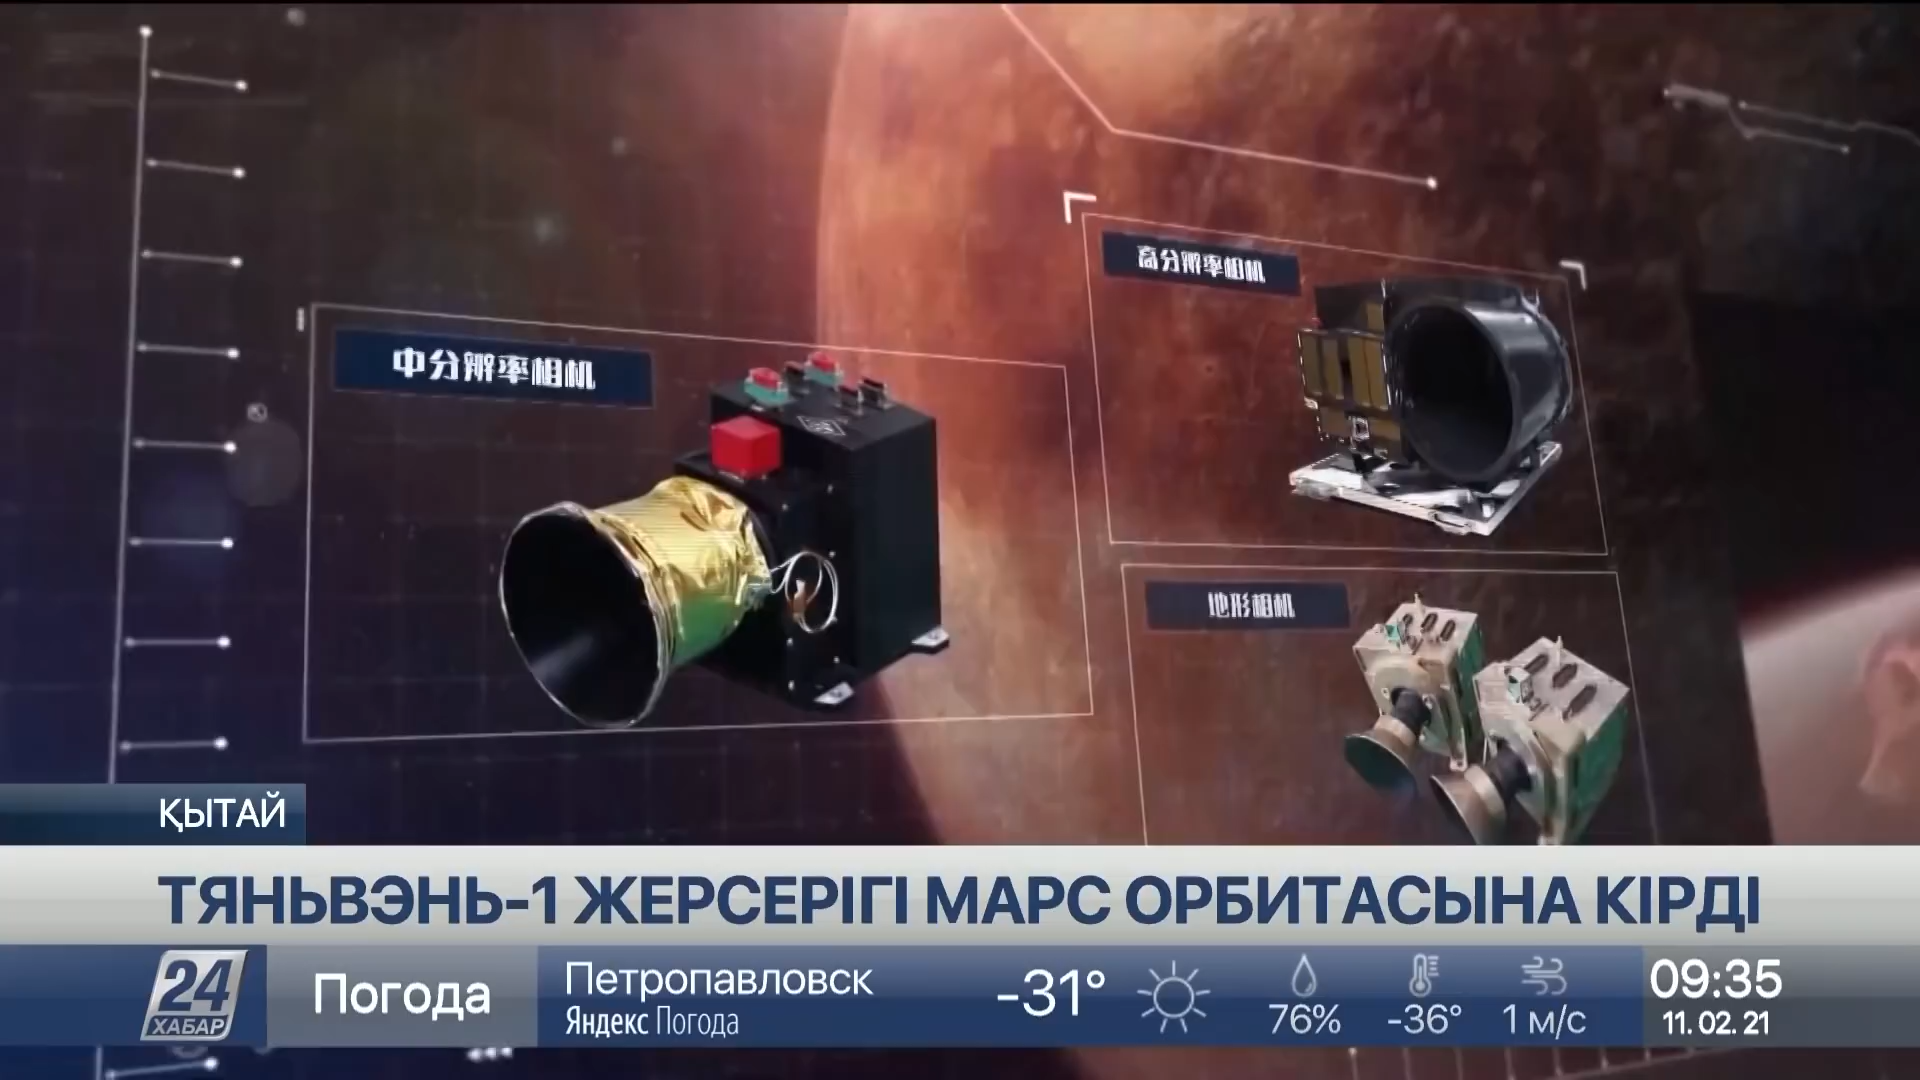 高分辨率相机
中分辨率相机
地形相机
ҚЫТАЙ
ТЯНЬВЭНЬ-1 ЖЕРСЕРІГІ МАРС ОРБИТАСЫНА КІРДІ
24
ХАБАР
Погода
Петропавловск
Яндекс Погода
-31°
76%
-36°
1 м/с
09:35
11. 02. 21